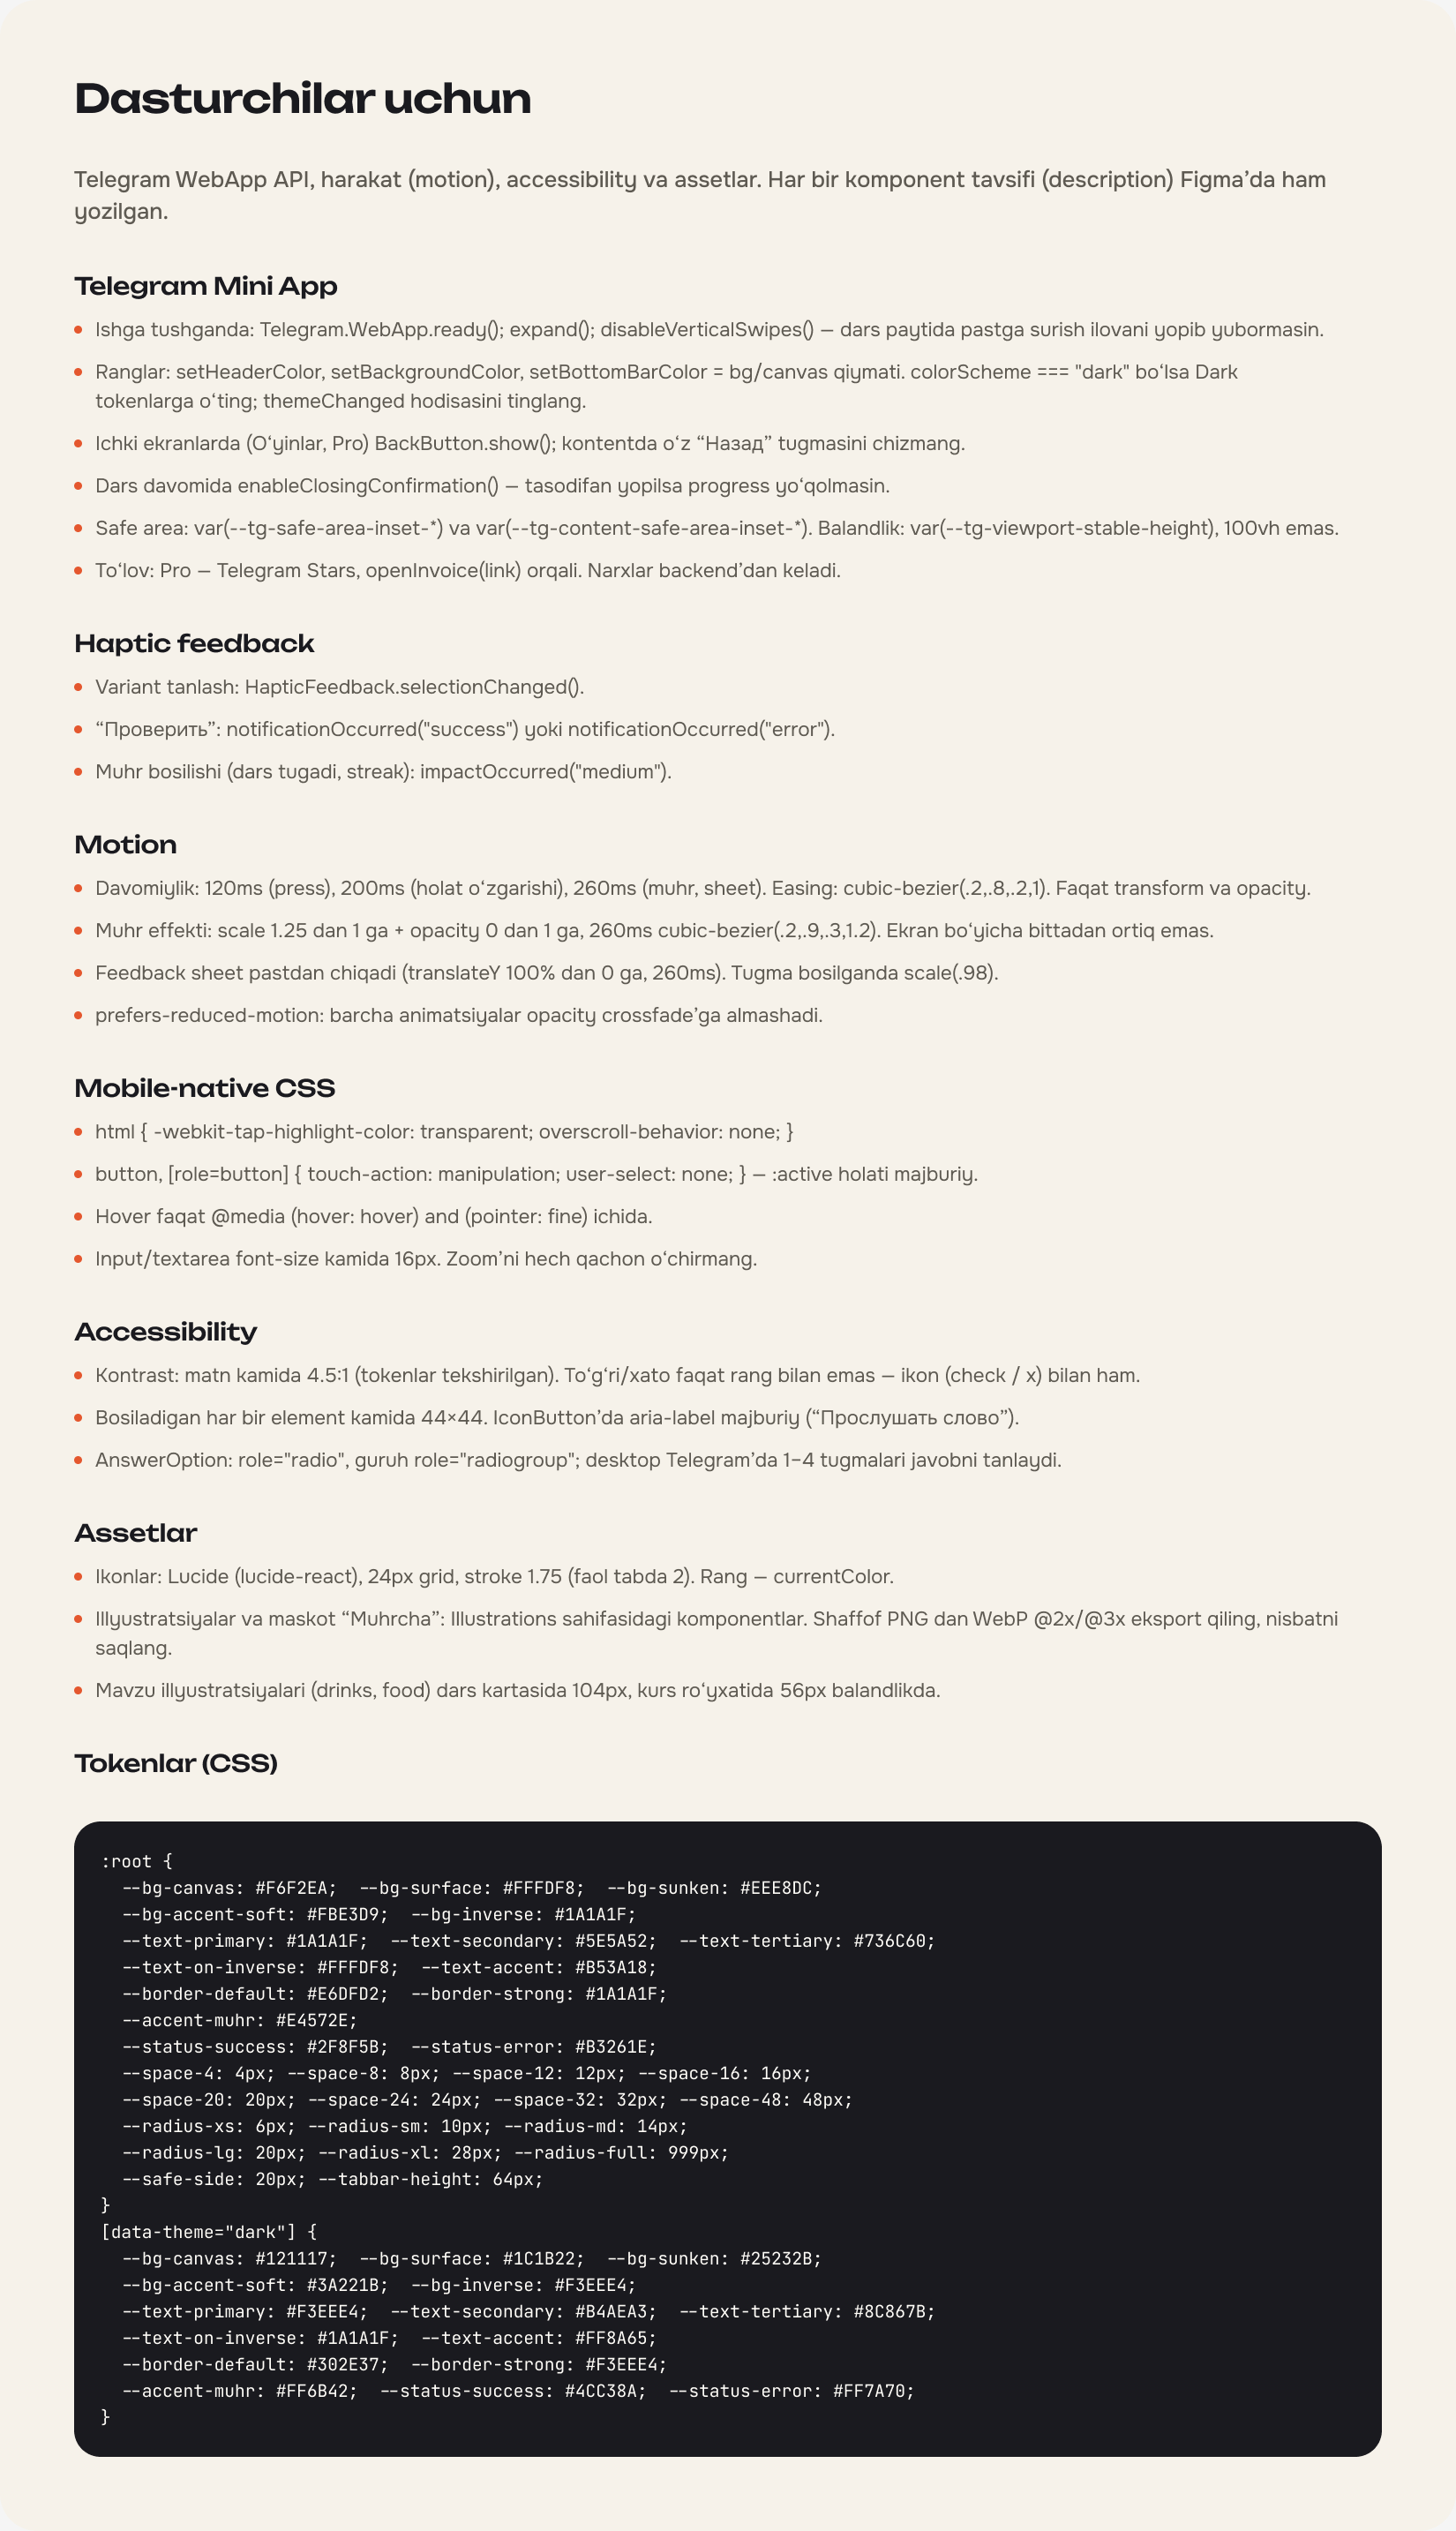 Dasturchilar uchun
Telegram WebApp API, harakat (motion), accessibility va assetlar. Har bir komponent tavsifi (description) Figma’da ham
yozilgan.
Telegram Mini App
Ishga tushganda: Telegram.WebApp.ready(); expand(); disableVerticalSwipes() — dars paytida pastga surish ilovani yopib yubormasin.
Ranglar: setHeaderColor, setBackgroundColor, setBottomBarColor = bg/canvas qiymati. colorScheme === "dark" bo‘lsa Dark
tokenlarga o‘ting; themeChanged hodisasini tinglang.
Ichki ekranlarda (O‘yinlar, Pro) BackButton.show(); kontentda o‘z “Назад” tugmasini chizmang.
Dars davomida enableClosingConfirmation() — tasodifan yopilsa progress yo‘qolmasin.
Safe area: var(--tg-safe-area-inset-*) va var(--tg-content-safe-area-inset-*). Balandlik: var(--tg-viewport-stable-height), 100vh emas.
To‘lov: Pro — Telegram Stars, openInvoice(link) orqali. Narxlar backend’dan keladi.
Haptic feedback
Variant tanlash: HapticFeedback.selectionChanged().
“Проверить”: notificationOccurred("success") yoki notificationOccurred("error").
Muhr bosilishi (dars tugadi, streak): impactOccurred("medium").
Motion
Davomiylik: 120ms (press), 200ms (holat o‘zgarishi), 260ms (muhr, sheet). Easing: cubic-bezier(.2,.8,.2,1). Faqat transform va opacity.
Muhr effekti: scale 1.25 dan 1 ga + opacity 0 dan 1 ga, 260ms cubic-bezier(.2,.9,.3,1.2). Ekran bo‘yicha bittadan ortiq emas.
Feedback sheet pastdan chiqadi (translateY 100% dan 0 ga, 260ms). Tugma bosilganda scale(.98).
prefers-reduced-motion: barcha animatsiyalar opacity crossfade’ga almashadi.
Mobile-native CSS
html { -webkit-tap-highlight-color: transparent; overscroll-behavior: none; }
button, [role=button] { touch-action: manipulation; user-select: none; } — :active holati majburiy.
Hover faqat @media (hover: hover) and (pointer: fine) ichida.
Input/textarea font-size kamida 16px. Zoom’ni hech qachon o‘chirmang.
Accessibility
Kontrast: matn kamida 4.5:1 (tokenlar tekshirilgan). To‘g‘ri/xato faqat rang bilan emas — ikon (check / x) bilan ham.
Bosiladigan har bir element kamida 44×44. IconButton’da aria-label majburiy (“Прослушать слово”).
AnswerOption: role="radio", guruh role="radiogroup"; desktop Telegram’da 1–4 tugmalari javobni tanlaydi.
Assetlar
Ikonlar: Lucide (lucide-react), 24px grid, stroke 1.75 (faol tabda 2). Rang — currentColor.
Illyustratsiyalar va maskot “Muhrcha”: Illustrations sahifasidagi komponentlar. Shaffof PNG dan WebP @2x/@3x eksport qiling, nisbatni
saqlang.
Mavzu illyustratsiyalari (drinks, food) dars kartasida 104px, kurs ro‘yxatida 56px balandlikda.
Tokenlar (CSS)
:root {
  --bg-canvas: #F6F2EA;  --bg-surface: #FFFDF8;  --bg-sunken: #EEE8DC;
  --bg-accent-soft: #FBE3D9;  --bg-inverse: #1A1A1F;
  --text-primary: #1A1A1F;  --text-secondary: #5E5A52;  --text-tertiary: #736C60;
  --text-on-inverse: #FFFDF8;  --text-accent: #B53A18;
  --border-default: #E6DFD2;  --border-strong: #1A1A1F;
  --accent-muhr: #E4572E;
  --status-success: #2F8F5B;  --status-error: #B3261E;
  --space-4: 4px; --space-8: 8px; --space-12: 12px; --space-16: 16px;
  --space-20: 20px; --space-24: 24px; --space-32: 32px; --space-48: 48px;
  --radius-xs: 6px; --radius-sm: 10px; --radius-md: 14px;
  --radius-lg: 20px; --radius-xl: 28px; --radius-full: 999px;
  --safe-side: 20px; --tabbar-height: 64px;
}
[data-theme="dark"] {
  --bg-canvas: #121117;  --bg-surface: #1C1B22;  --bg-sunken: #25232B;
  --bg-accent-soft: #3A221B;  --bg-inverse: #F3EEE4;
  --text-primary: #F3EEE4;  --text-secondary: #B4AEA3;  --text-tertiary: #8C867B;
  --text-on-inverse: #1A1A1F;  --text-accent: #FF8A65;
  --border-default: #302E37;  --border-strong: #F3EEE4;
  --accent-muhr: #FF6B42;  --status-success: #4CC38A;  --status-error: #FF7A70;
}